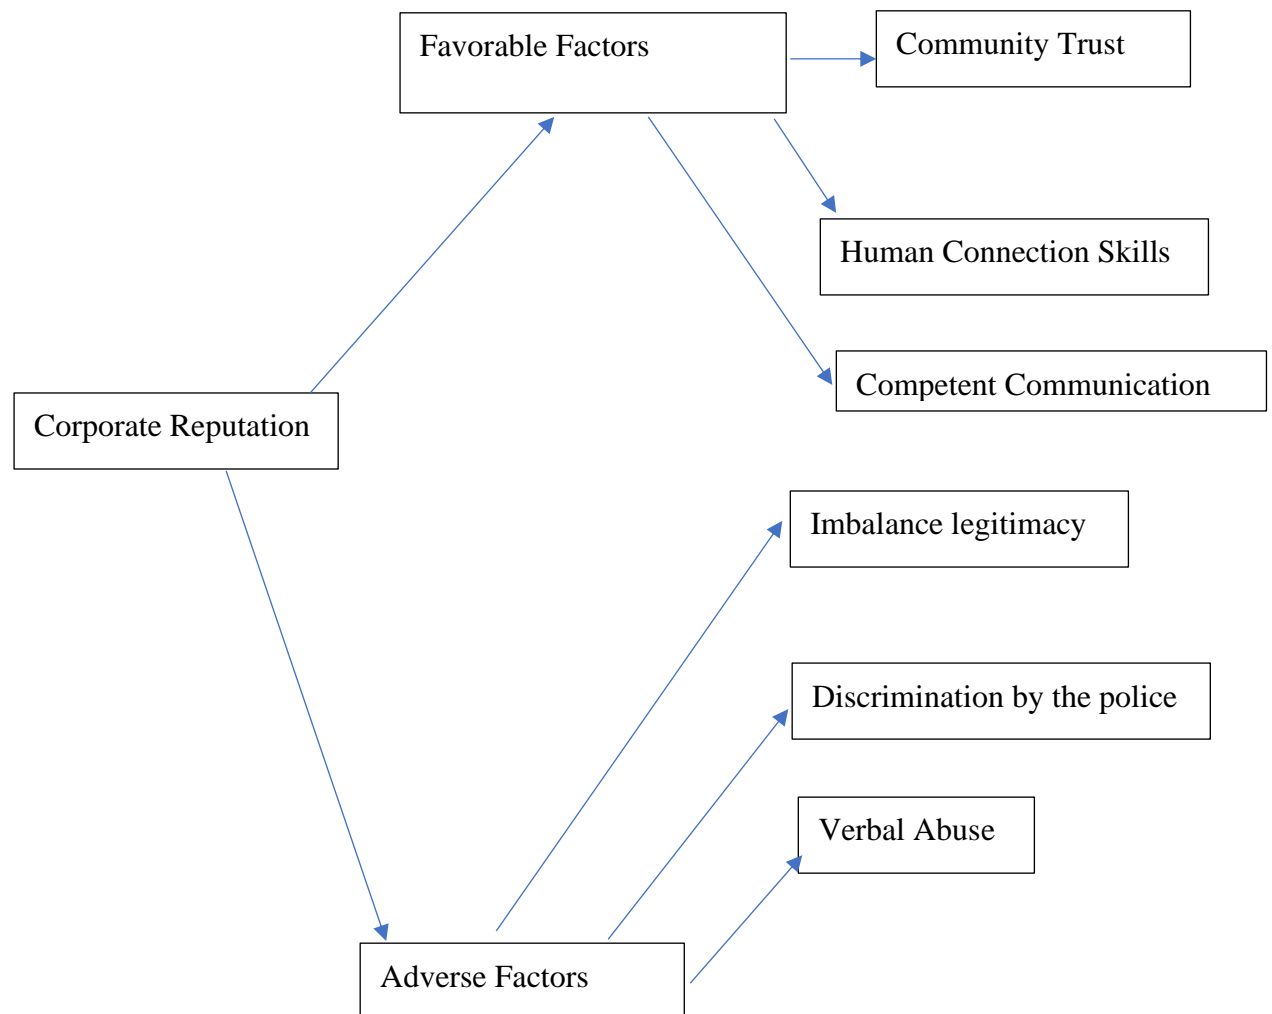 Favorable Factors
Community Trust
Human Connection Skills
Competent Communication
Corporate Reputation
Imbalance legitimacy
Discrimination by the police
Verbal Abuse
Adverse Factors